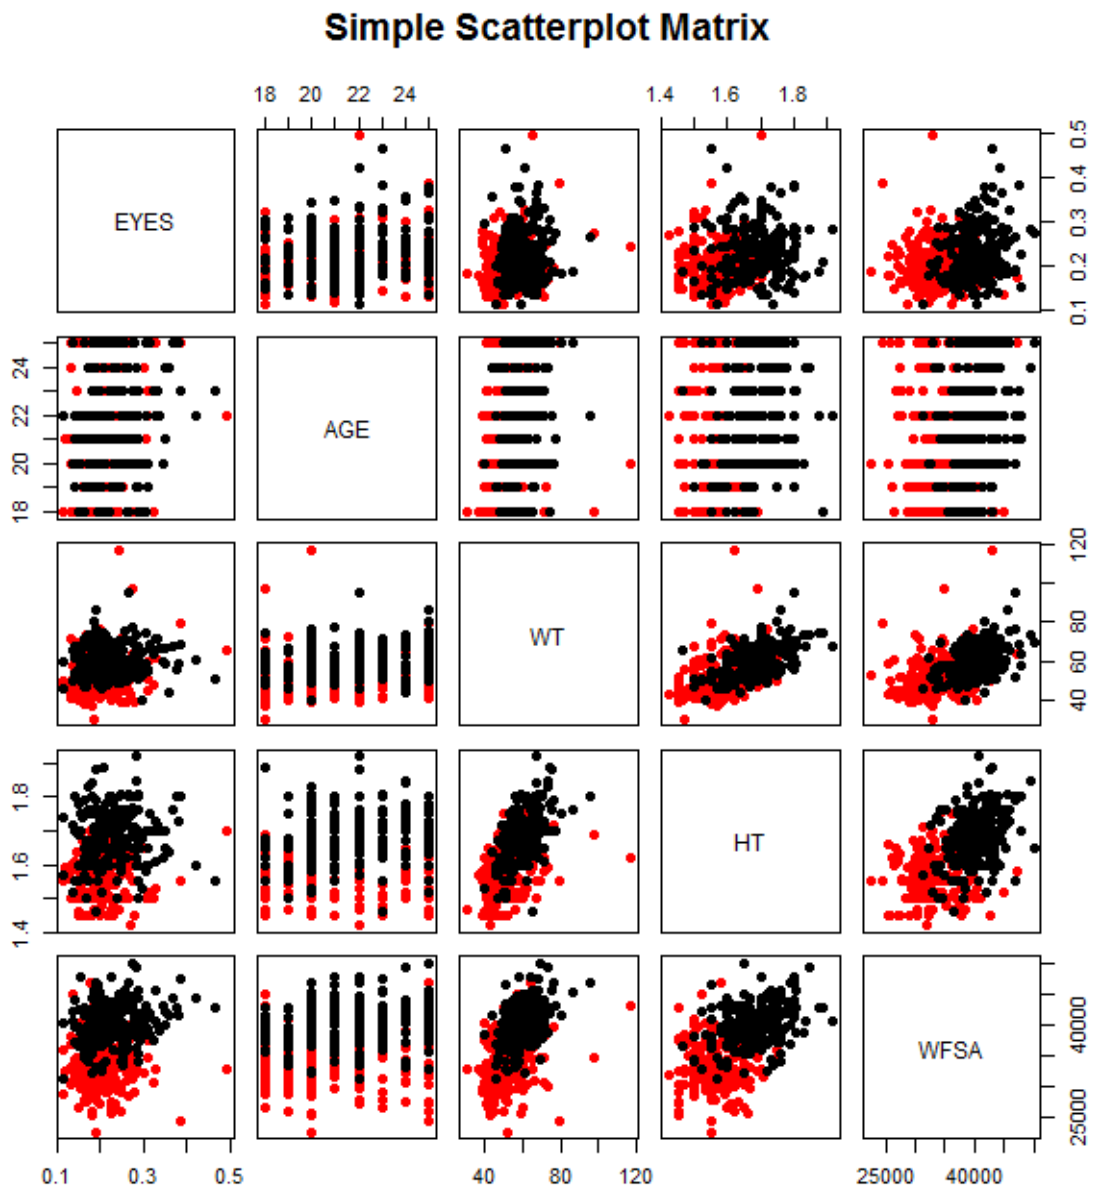 Simple Scatterplot Matrix
18 20 22 24
1.4 1.6 1.8
EYES
0.1 0.2 0.3 0.4 0.5
18 20 22 24
AGE
WT
40 60 80 120
1.4 1.6 1.8
HT
WFSA
25000 40000
0.1 0.3 0.5
40 80 120
25000 40000